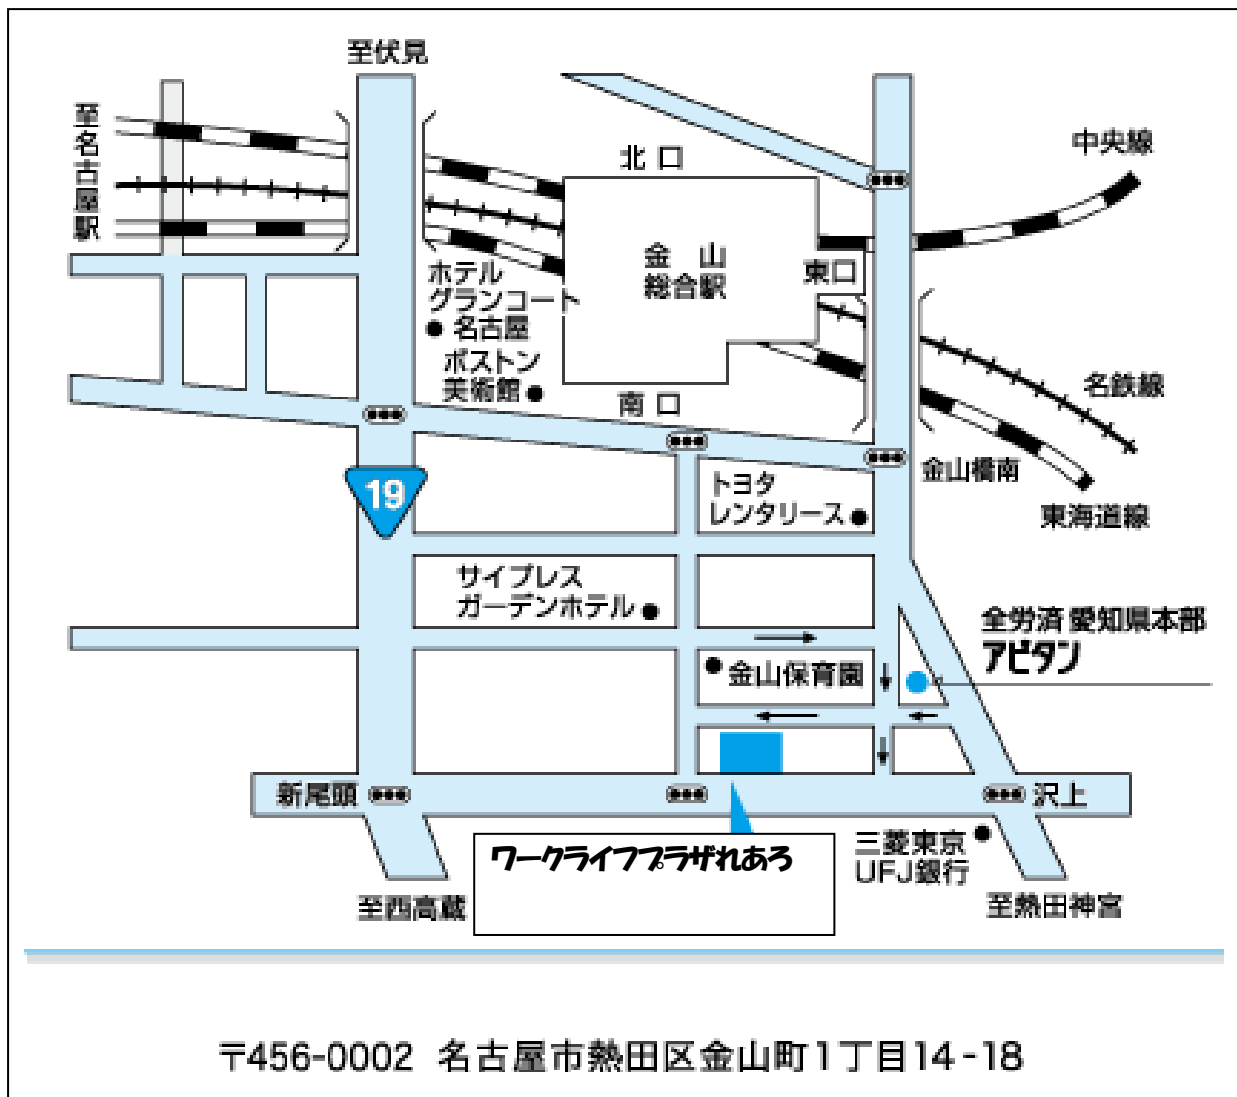 至伏見
至名古屋駅
北口
中央線
金 山
総合駅
東口
ホテル
グランコート
名古屋
ボストン
美術館
南口
名鉄線
金山橋南
東海道線
19
トヨタ
レンタリース
サイプレス
ガーデンホテル
全労済 愛知県本部
アピタン
金山保育園
新尾頭
沢上
ワークライフプラザれあろ
三菱東京
UFJ銀行
至西高蔵
至熱田神宮
〒456-0002 名古屋市熱田区金山町1丁目14-18